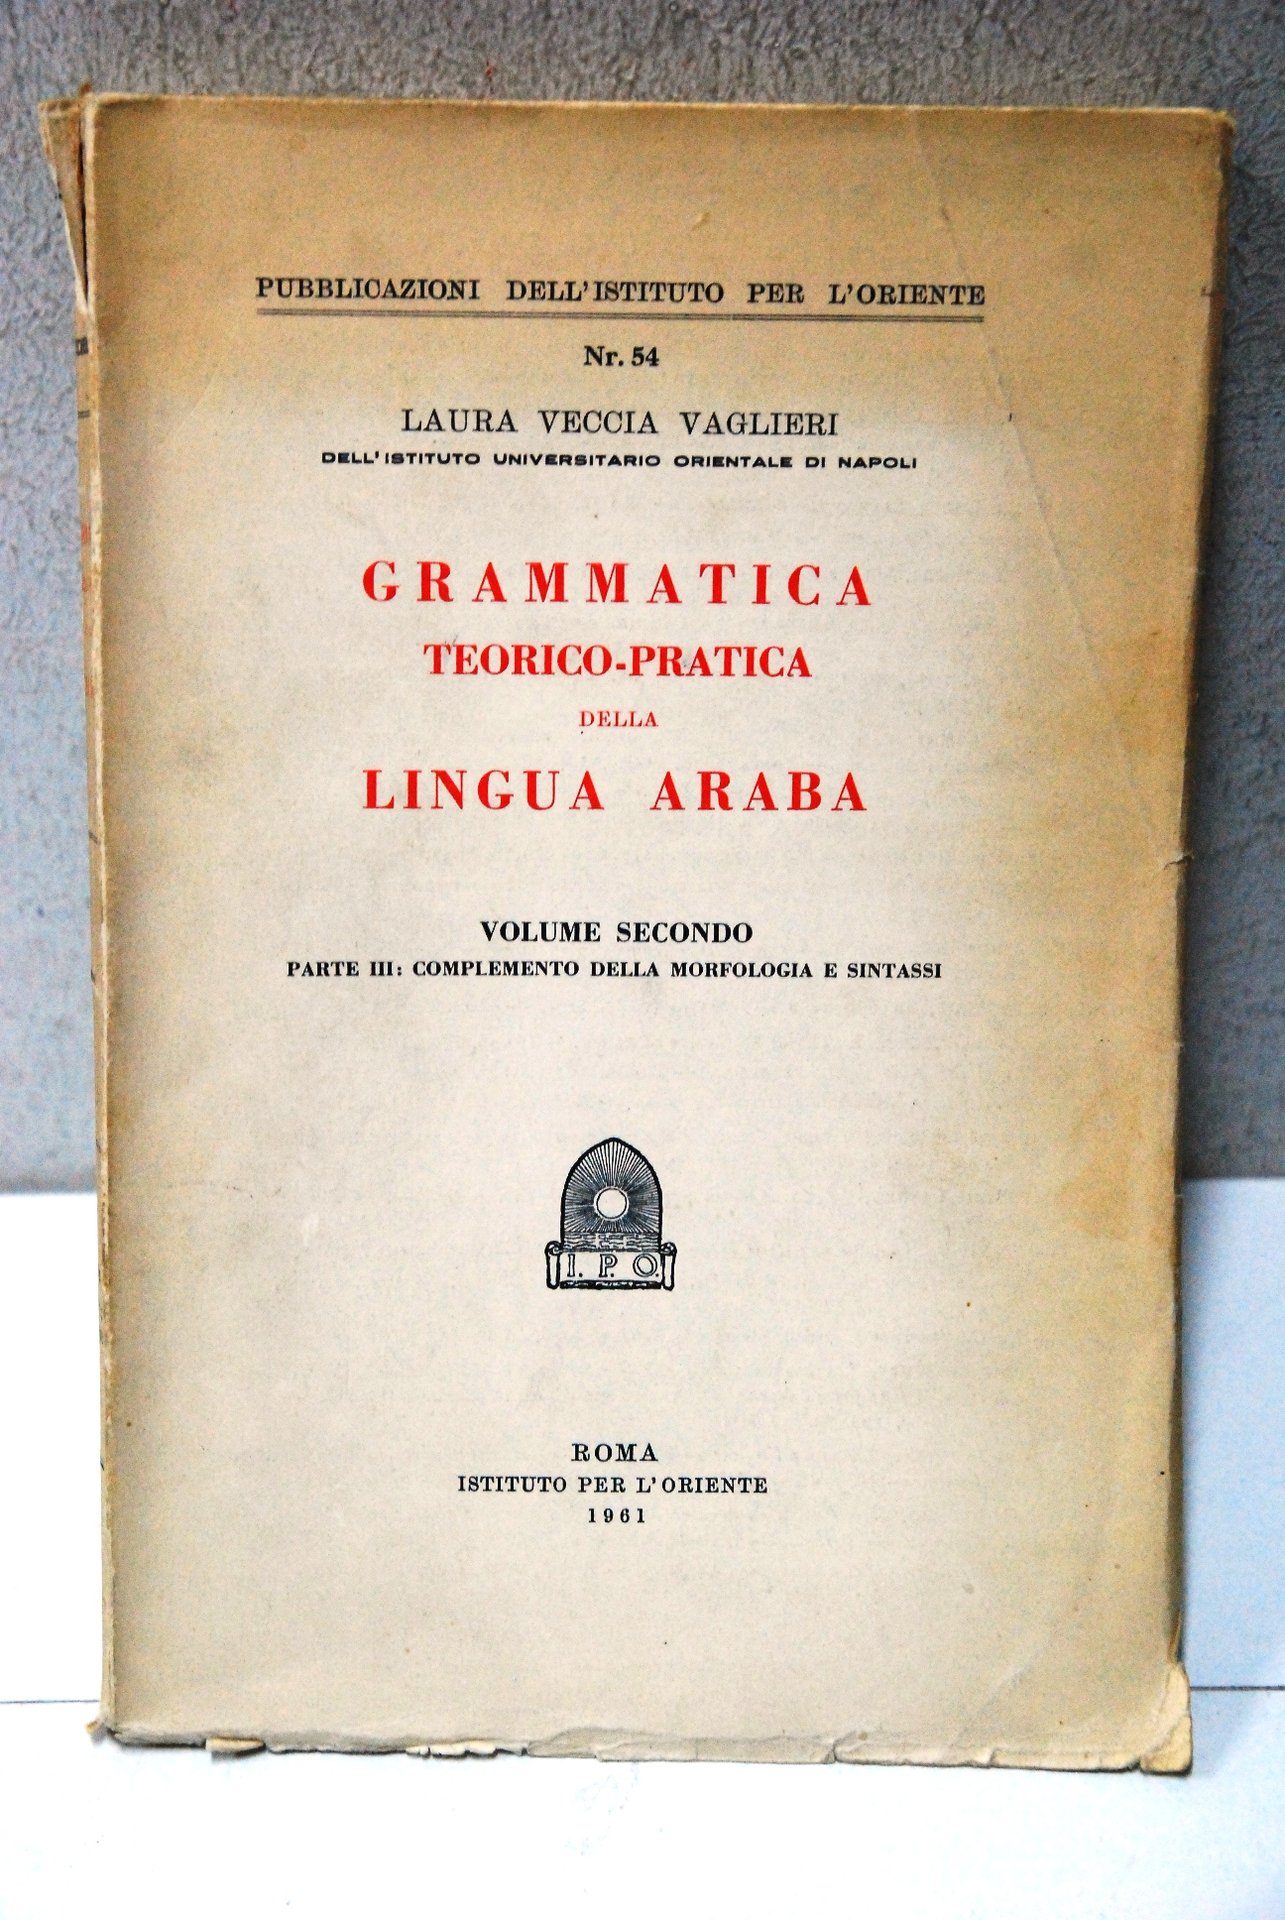 PUBBLICAZIONI DELL'ISTITUTO PER L'ORIENTE
Nr. 54
LAURA VECCIA VAGLIERI
DELL'ISTITUTO UNIVERSITARIO ORIENTALE DI NAPOLI
GRAMMATICA
TEORICO-PRATICA
DELLA
LINGUA ARABA
VOLUME SECONDO
PARTE III: COMPLEMENTO DELLA MORFOLOGIA E SINTASSI
I. P. O.
ROMA
ISTITUTO PER L'ORIENTE
1961